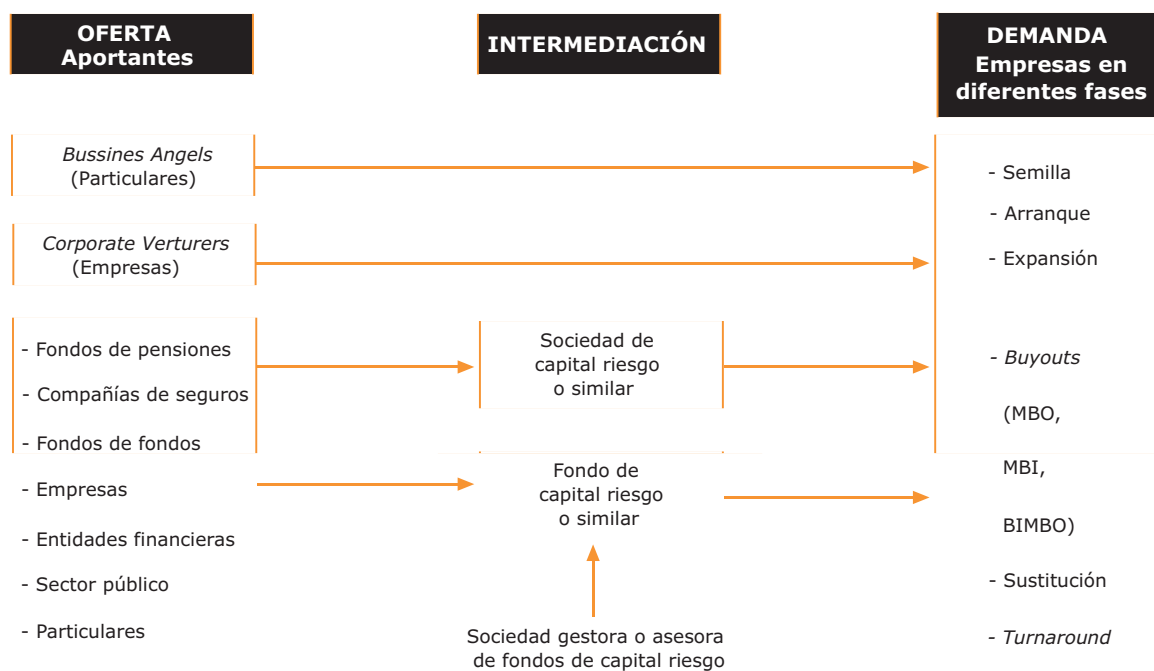 OFERTA
Aportantes
INTERMEDIACIÓN
DEMANDA
Empresas en
diferentes fases
Bussines Angels
(Particulares)
Corporate Verturers
(Empresas)
- Fondos de pensiones
- Compañías de seguros
- Fondos de fondos
- Empresas
- Entidades financieras
- Sector público
- Particulares
Sociedad de
capital riesgo
o similar
Fondo de
capital riesgo
o similar
Sociedad gestora o asesora
de fondos de capital riesgo
- Semilla
- Arranque
- Expansión
- Buyouts
(MBO,
MBI,
BIMBO)
- Sustitución
- Turnaround